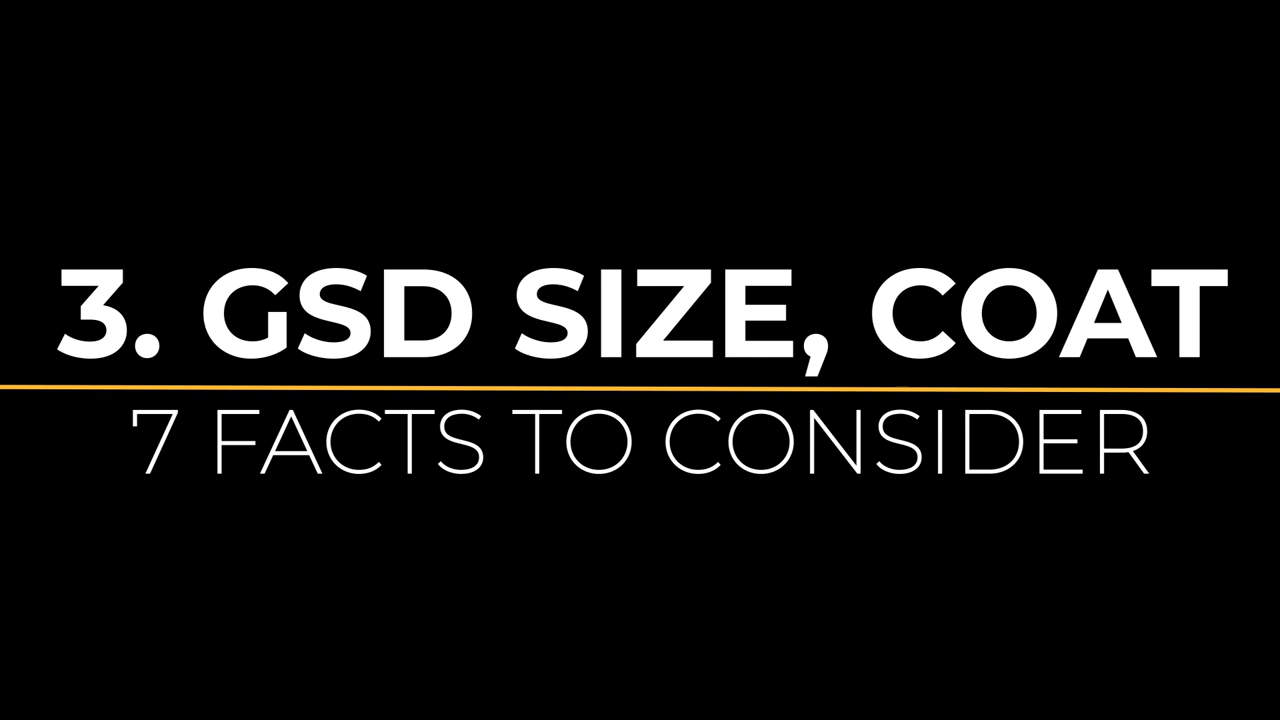 3. GSD SIZE, COAT
7 FACTS TO CONSIDER